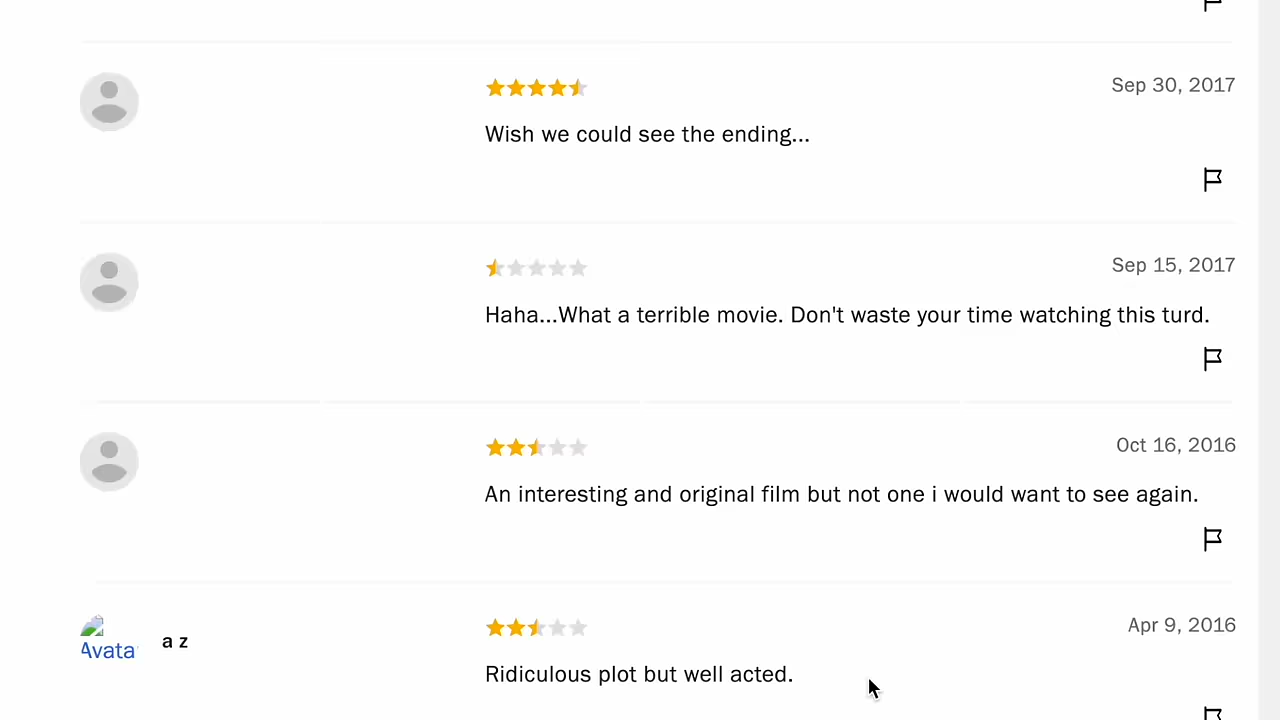 Sep 30, 2017
Wish we could see the ending...
Sep 15, 2017
Haha...What a terrible movie. Don't waste your time watching this turd.
Oct 16, 2016
An interesting and original film but not one i would want to see again.
a z
Avata
Apr 9, 2016
Ridiculous plot but well acted.